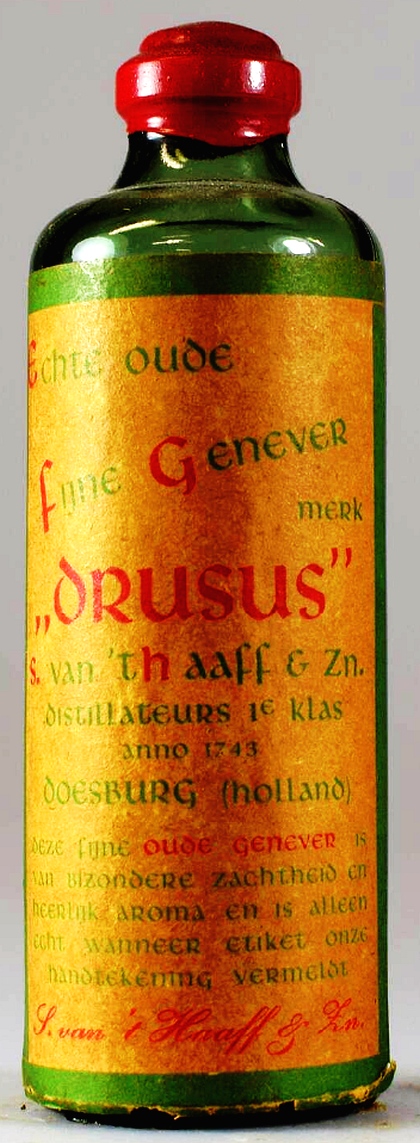 Echte oude
fijne Genever
merk
„Drusus”
S. van 't Haaff & Zn.
distillateurs 1e klas
anno 1743
Doesburg (holland)
deze fijne oude genever is
van bizondere zachtheid en
heerlijk aroma en is alleen
echt wanneer etiket onze
handtekening vermeldt
S. van 't Haaff & Zn.